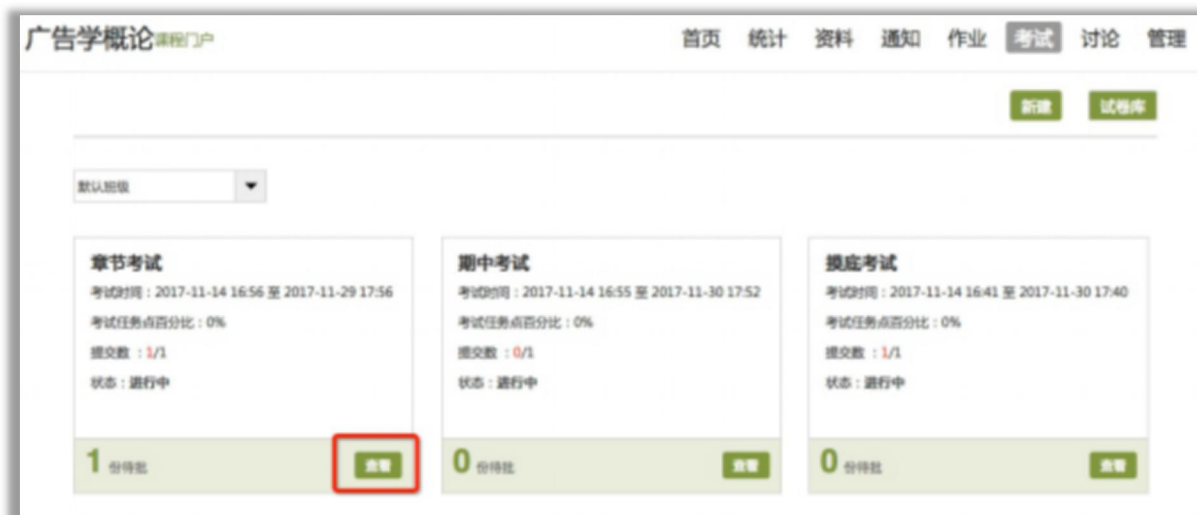 广告学概论课程门户
首页 统计 资料 通知 作业 考试 讨论 管理
新建 试卷库
默认班级
章节考试
考试时间：2017-11-14 16:56 至 2017-11-29 17:56
考试任务点百分比：0%
提交数 ：1/1
状态：进行中
1 份待批
查看
期中考试
考试时间：2017-11-14 16:55 至 2017-11-30 17:52
考试任务点百分比：0%
提交数 ：0/1
状态：进行中
0 份待批
查看
摸底考试
考试时间：2017-11-14 16:41 至 2017-11-30 17:40
考试任务点百分比：0%
提交数 ：1/1
状态：进行中
0 份待批
查看